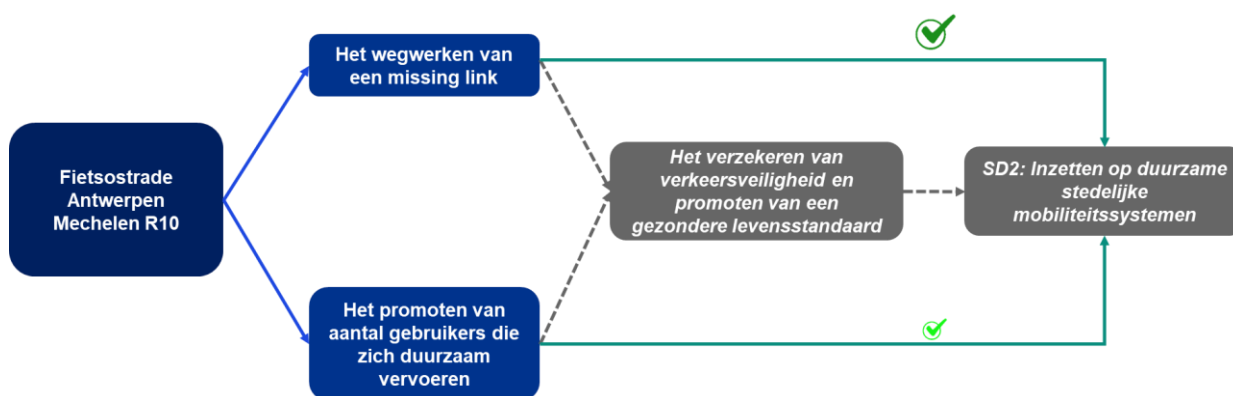 Het wegwerken van
een missing link
Fietsostrade
Antwerpen
Mechelen R10
Het verzekeren van
verkeersveiligheid en
promoten van een
gezondere levensstandaard
SD2: Inzetten op duurzame
stedelijke
mobiliteitssystemen
Het promoten van
aantal gebruikers die
zich duurzaam
vervoeren